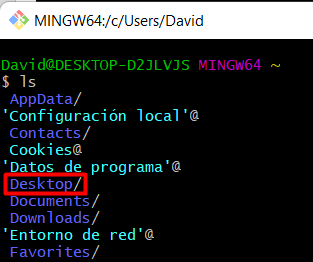 MINGW64:/c/Users/David
David@DESKTOP-D2JLVJS MINGW64 ~
$ ls
AppData/
'Configuración local'@
Contacts/
Cookies@
'Datos de programa'@
Desktop/
Documents/
Downloads/
'Entorno de red'@
Favorites/